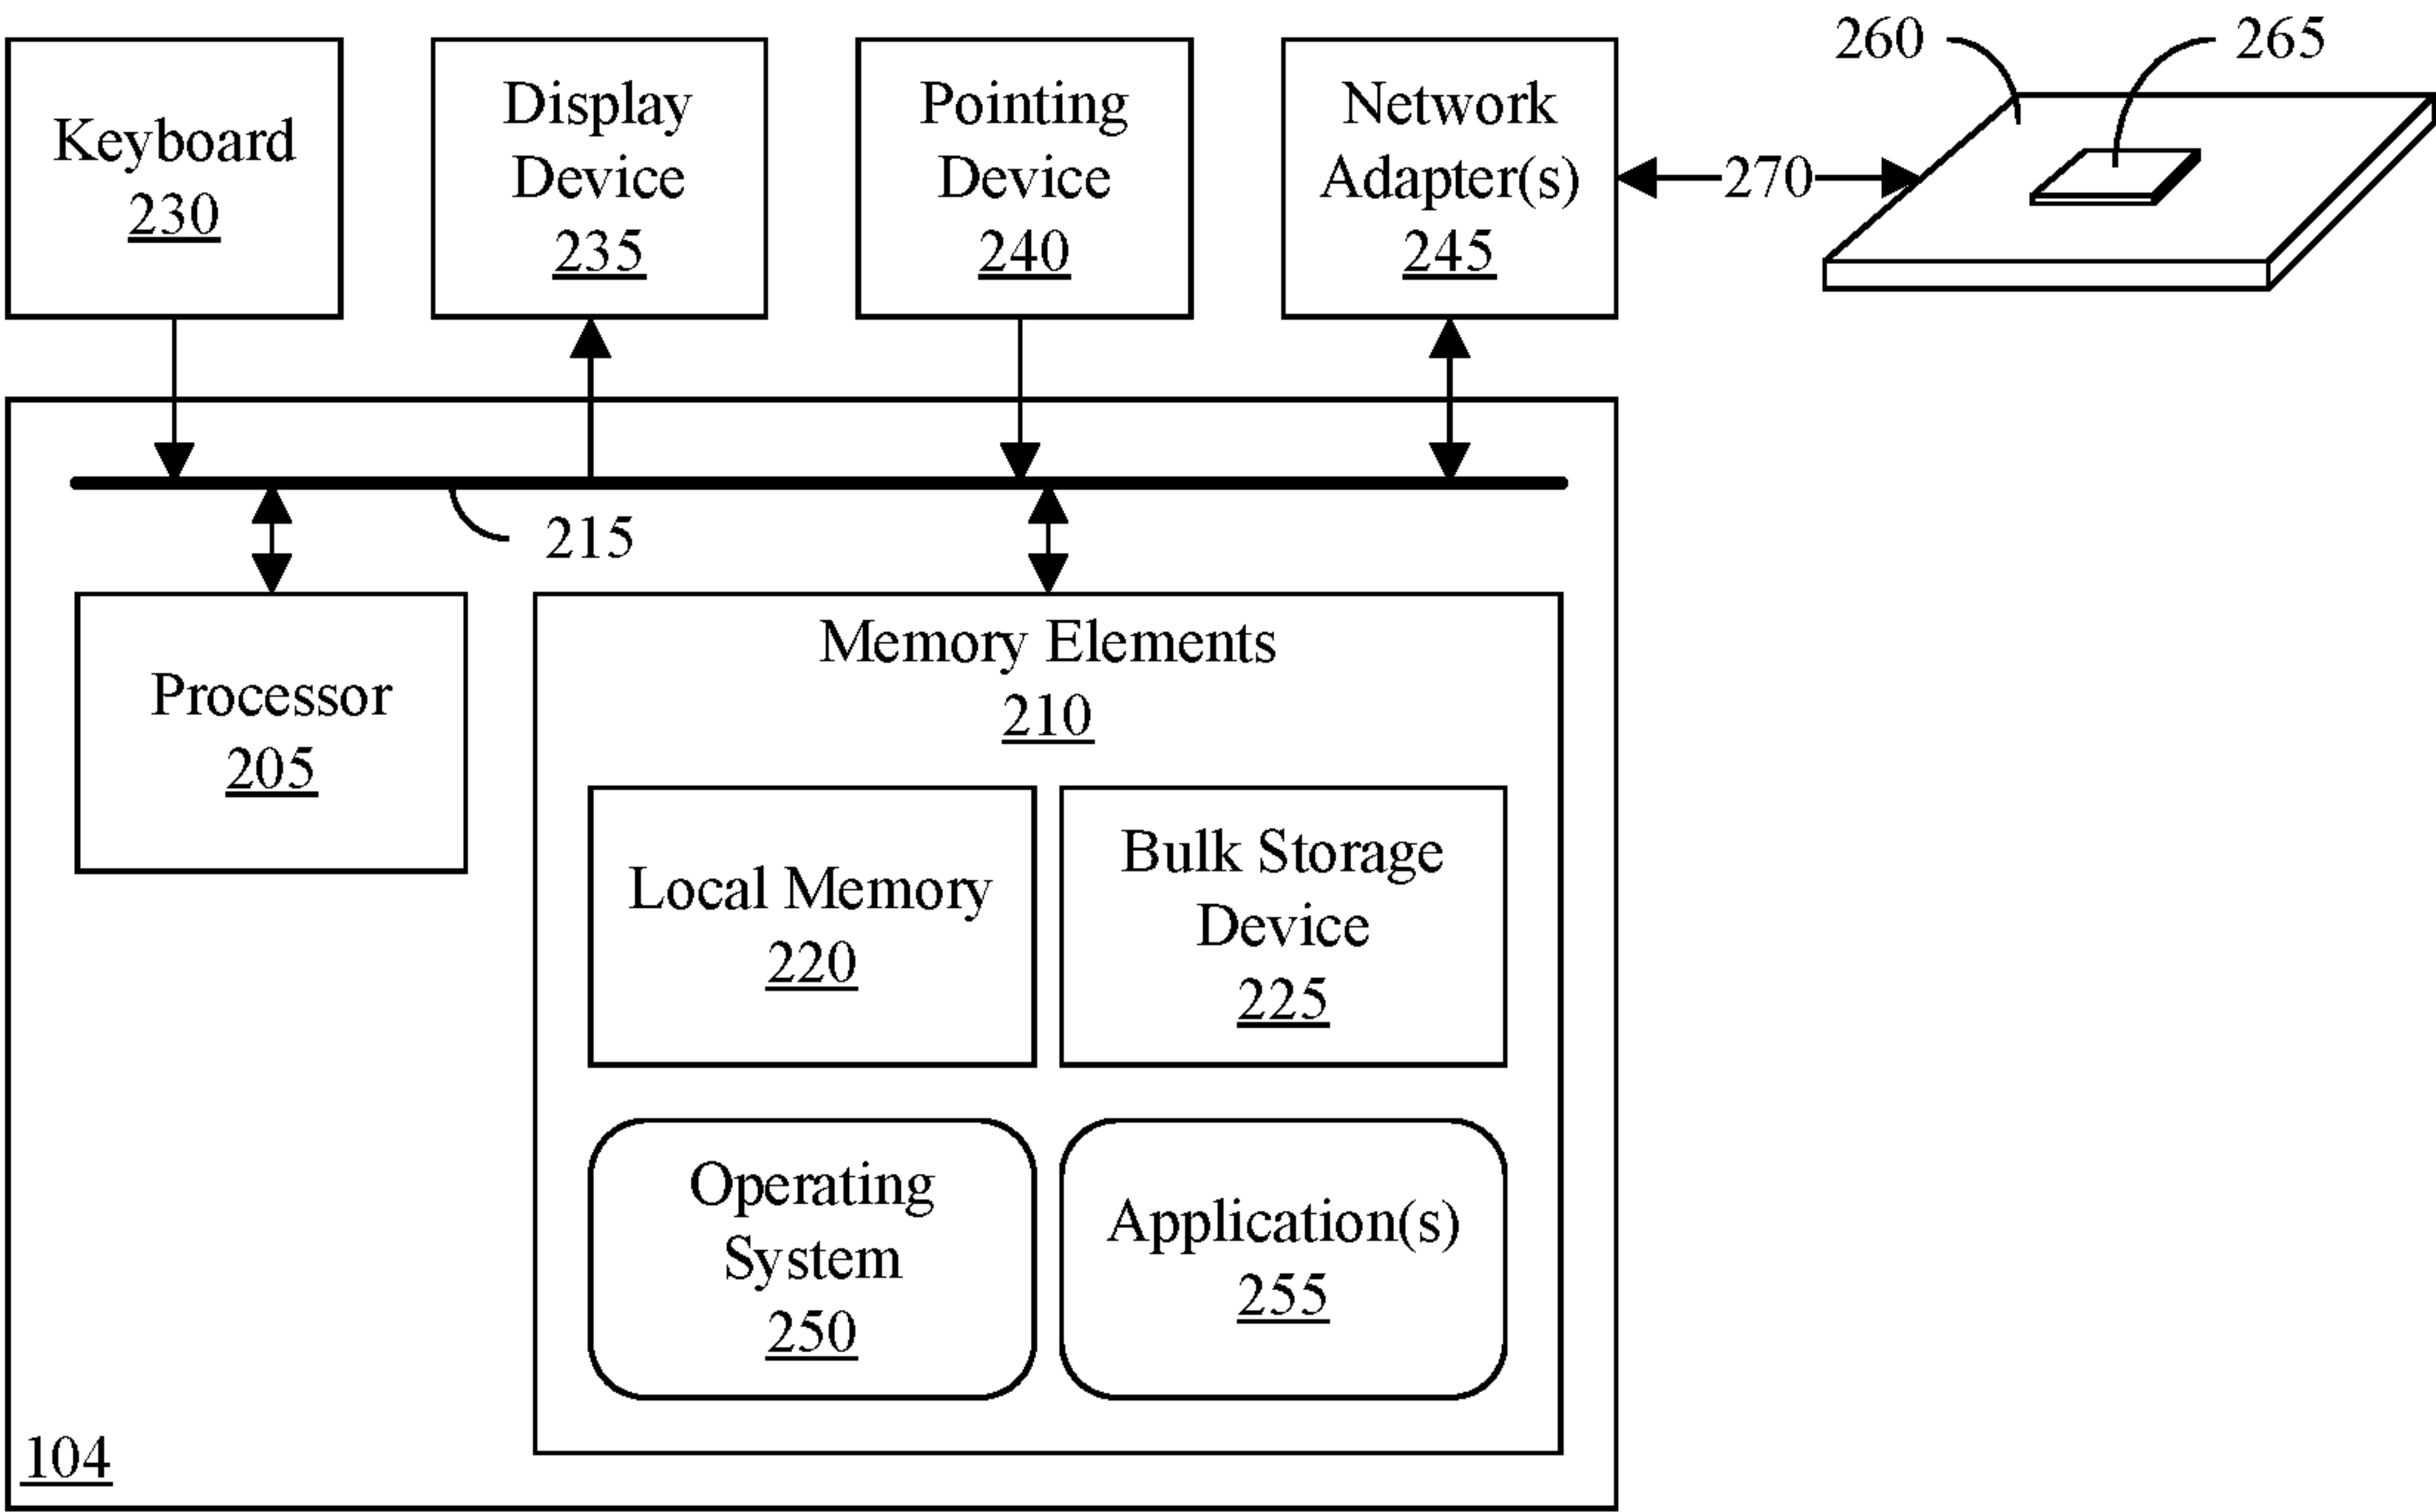 Keyboard
230
Display
Device
235
Pointing
Device
240
Network
Adapter(s)
245
270
260
265
215
Processor
205
Memory Elements
210
Local Memory
220
Bulk Storage
Device
225
Operating
System
250
Application(s)
255
104